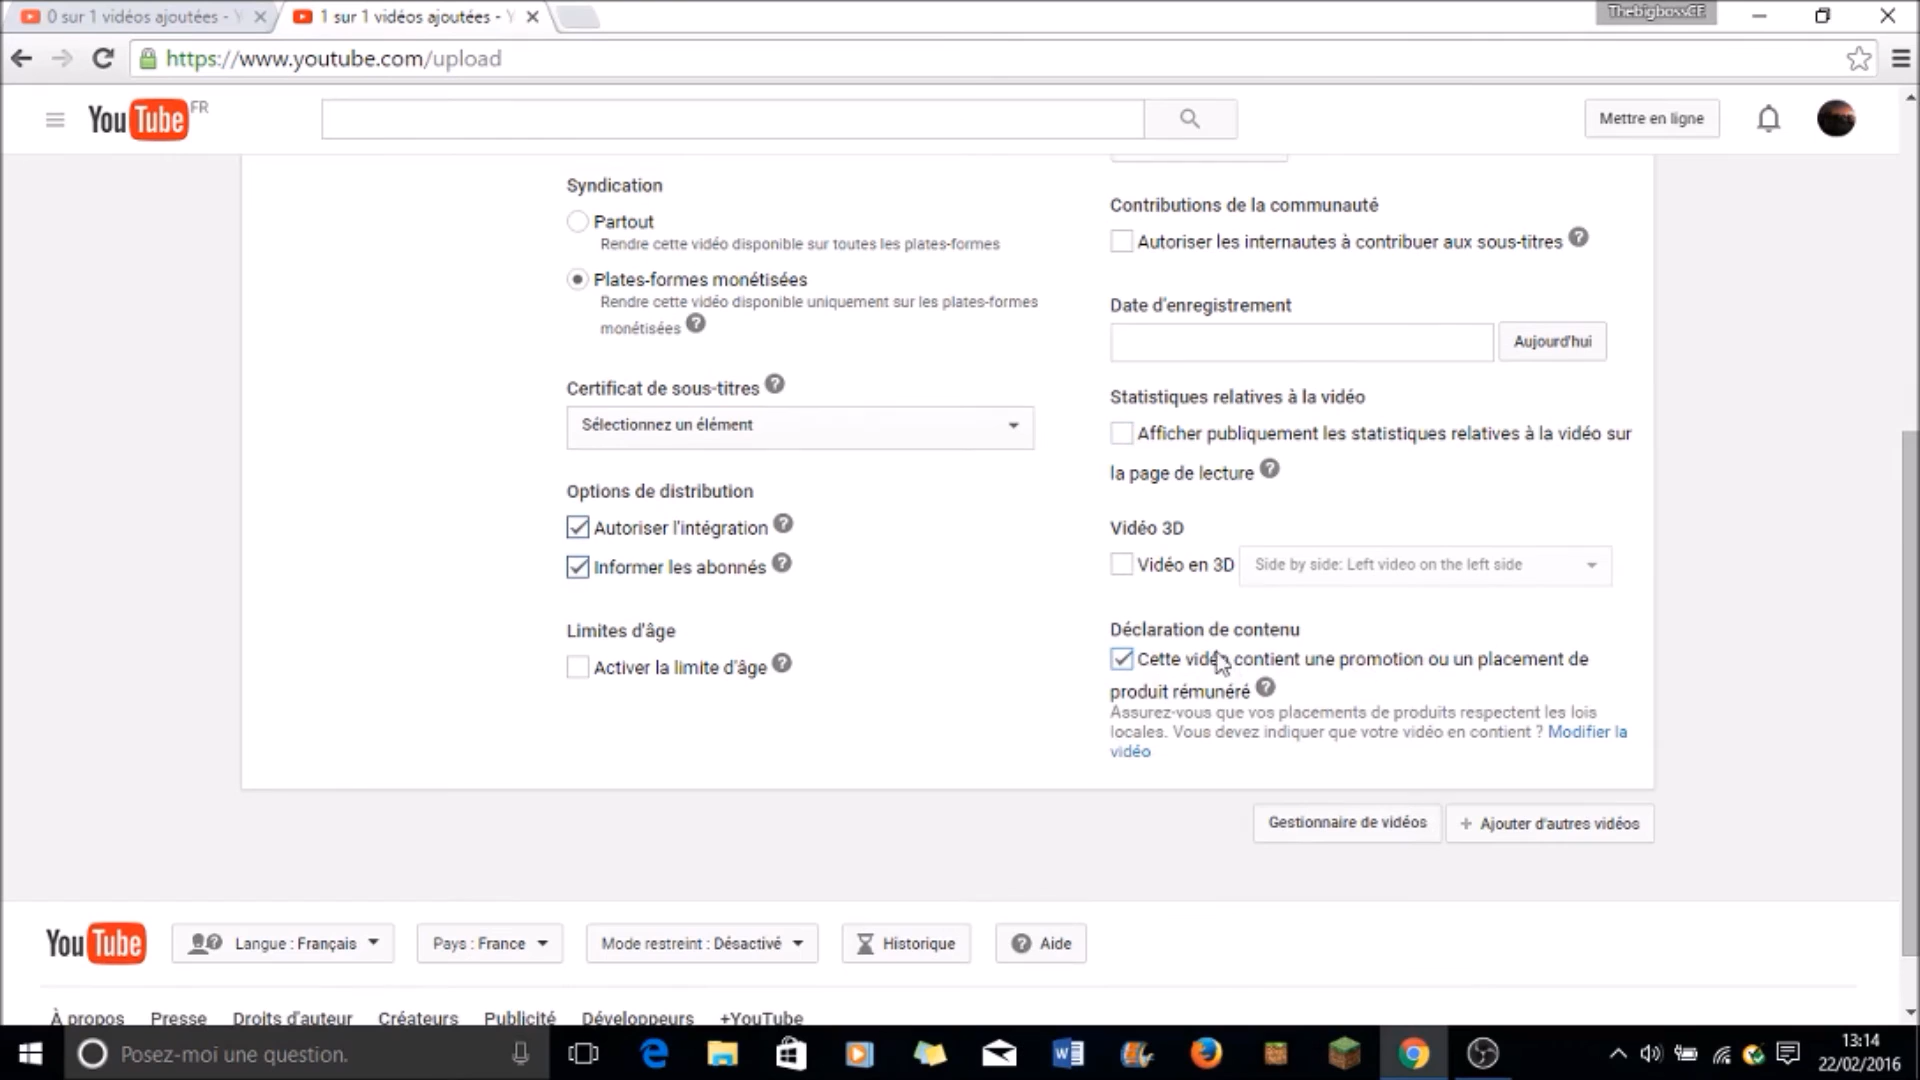 0 sur 1 vidéos ajoutées - Y
1 sur 1 vidéos ajoutées - Y
ThebigbossCE
https://www.youtube.com/upload
YouTube FR
Mettre en ligne
Syndication
Partout
Rendre cette vidéo disponible sur toutes les plates-formes
Plates-formes monétisées
Rendre cette vidéo disponible uniquement sur les plates-formes
monétisées ?
Certificat de sous-titres ?
Sélectionnez un élément
Options de distribution
Autoriser l'intégration ?
Informer les abonnés ?
Limites d'âge
Activer la limite d'âge ?
Contributions de la communauté
Autoriser les internautes à contribuer aux sous-titres ?
Date d'enregistrement
Aujourd'hui
Statistiques relatives à la vidéo
Afficher publiquement les statistiques relatives à la vidéo sur
la page de lecture ?
Vidéo 3D
Vidéo en 3D
Side by side: Left video on the left side
Déclaration de contenu
Cette vidéo contient une promotion ou un placement de
produit rémunéré ?
Assurez-vous que vos placements de produits respectent les lois
locales. Vous devez indiquer que votre vidéo en contient ? Modifier la
vidéo
Gestionnaire de vidéos
+ Ajouter d'autres vidéos
YouTube
Langue : Français
Pays : France
Mode restreint : Désactivé
Historique
? Aide
À propos Presse Droits d'auteur Créateurs Publicité Développeurs +YouTube
Posez-moi une question.
13:14
22/02/2016